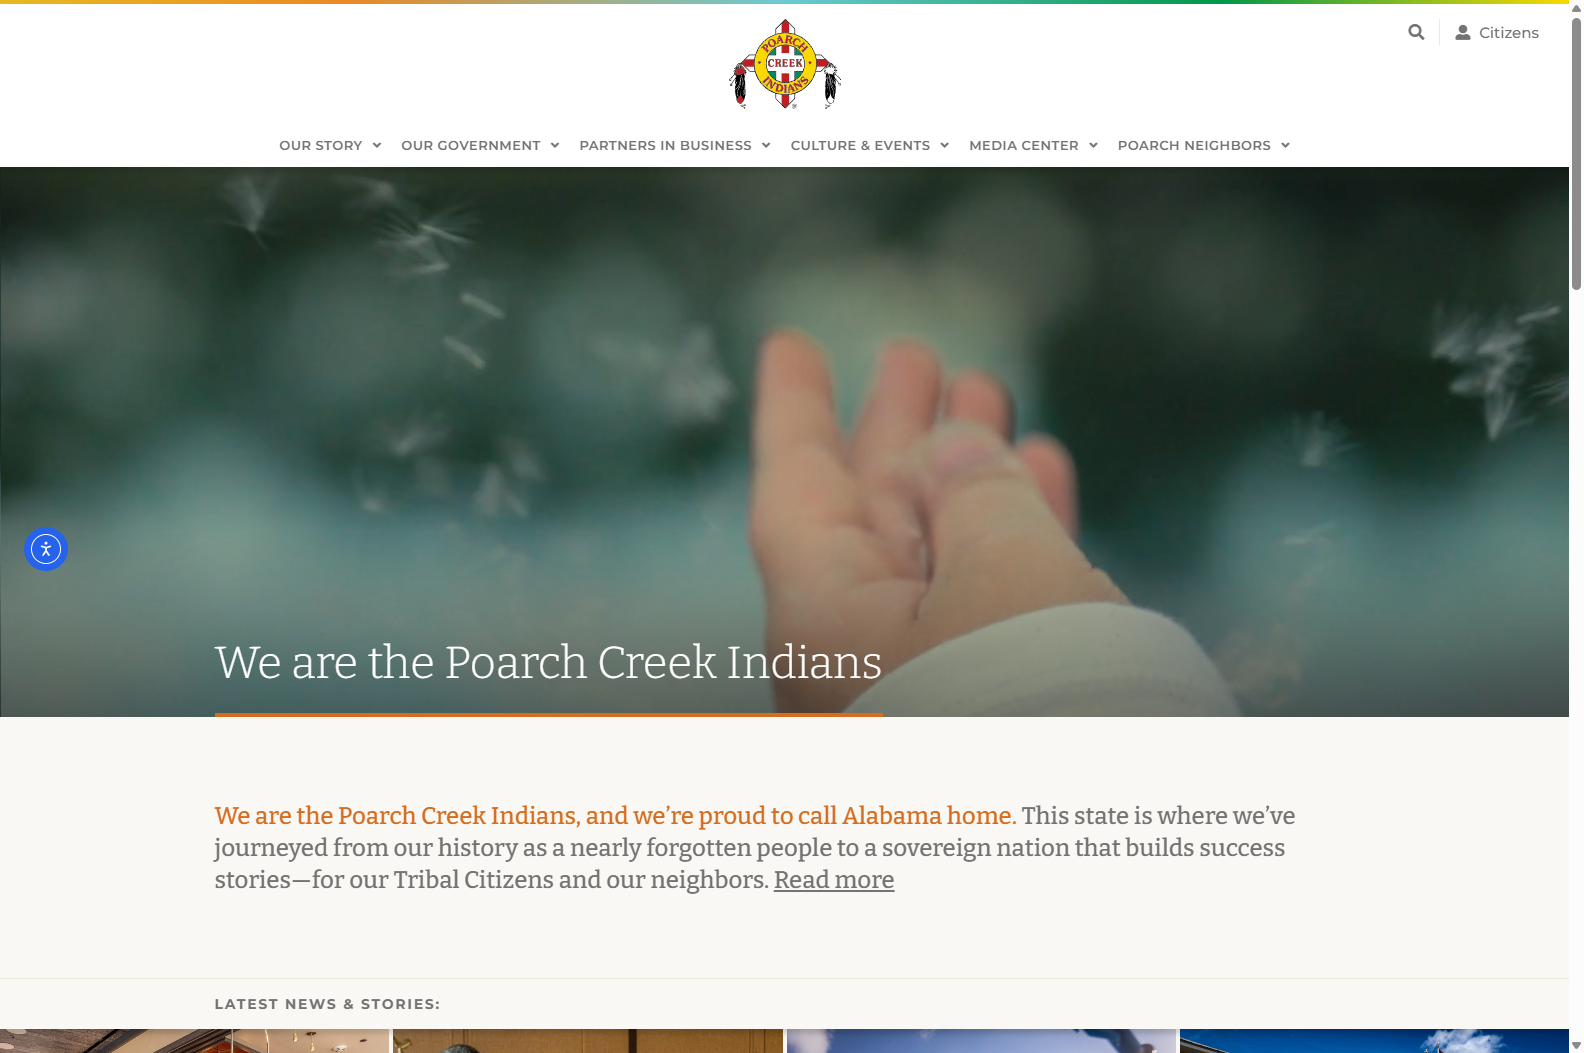 POARCH
CREEK
INDIANS
Citizens
OUR STORY
OUR GOVERNMENT
PARTNERS IN BUSINESS
CULTURE & EVENTS
MEDIA CENTER
POARCH NEIGHBORS
We are the Poarch Creek Indians
We are the Poarch Creek Indians, and we’re proud to call Alabama home. This state is where we’ve
journeyed from our history as a nearly forgotten people to a sovereign nation that builds success
stories—for our Tribal Citizens and our neighbors. Read more
LATEST NEWS & STORIES: